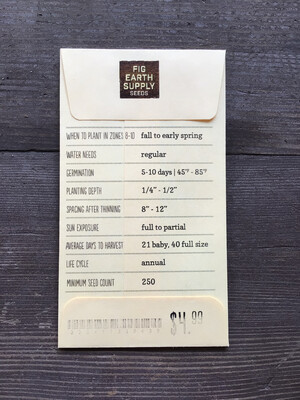 FIG
EARTH
SUPPLY
SEEDS
WHEN TO PLANT IN ZONES 8-10 fall to early spring
WATER NEEDS regular
GERMINATION 5-10 days | 45° - 85°
PLANTING DEPTH 1/4" - 1/2"
SPACING AFTER THINNING 8" - 12"
SUN EXPOSURE full to partial
AVERAGE DAYS TO HARVEST 21 baby, 40 full size
LIFE CYCLE annual
MINIMUM SEED COUNT 250
$4.99